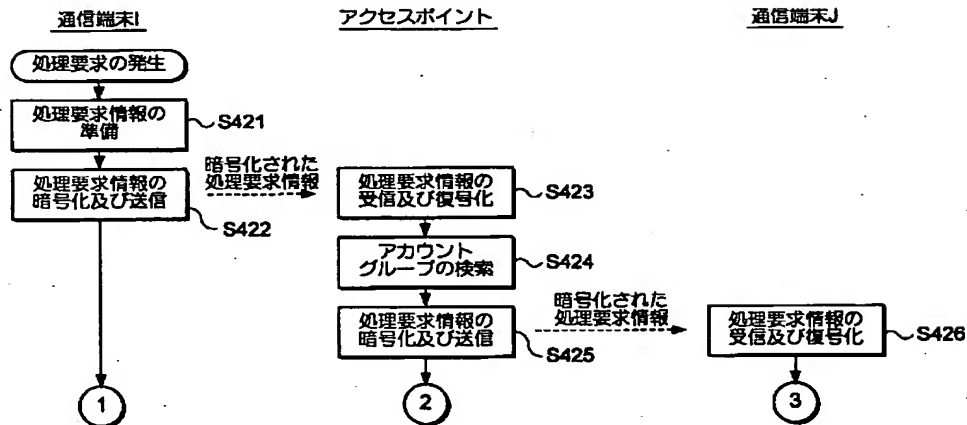 通信端末I
アクセスポイント
通信端末J
処理要求の発生
処理要求情報の
準備
S421
処理要求情報の
暗号化及び送信
S422
暗号化された
処理要求情報
処理要求情報の
受信及び復号化
S423
アカウント
グループの検索
S424
処理要求情報の
暗号化及び送信
S425
暗号化された
処理要求情報
処理要求情報の
受信及び復号化
S426
1
2
3